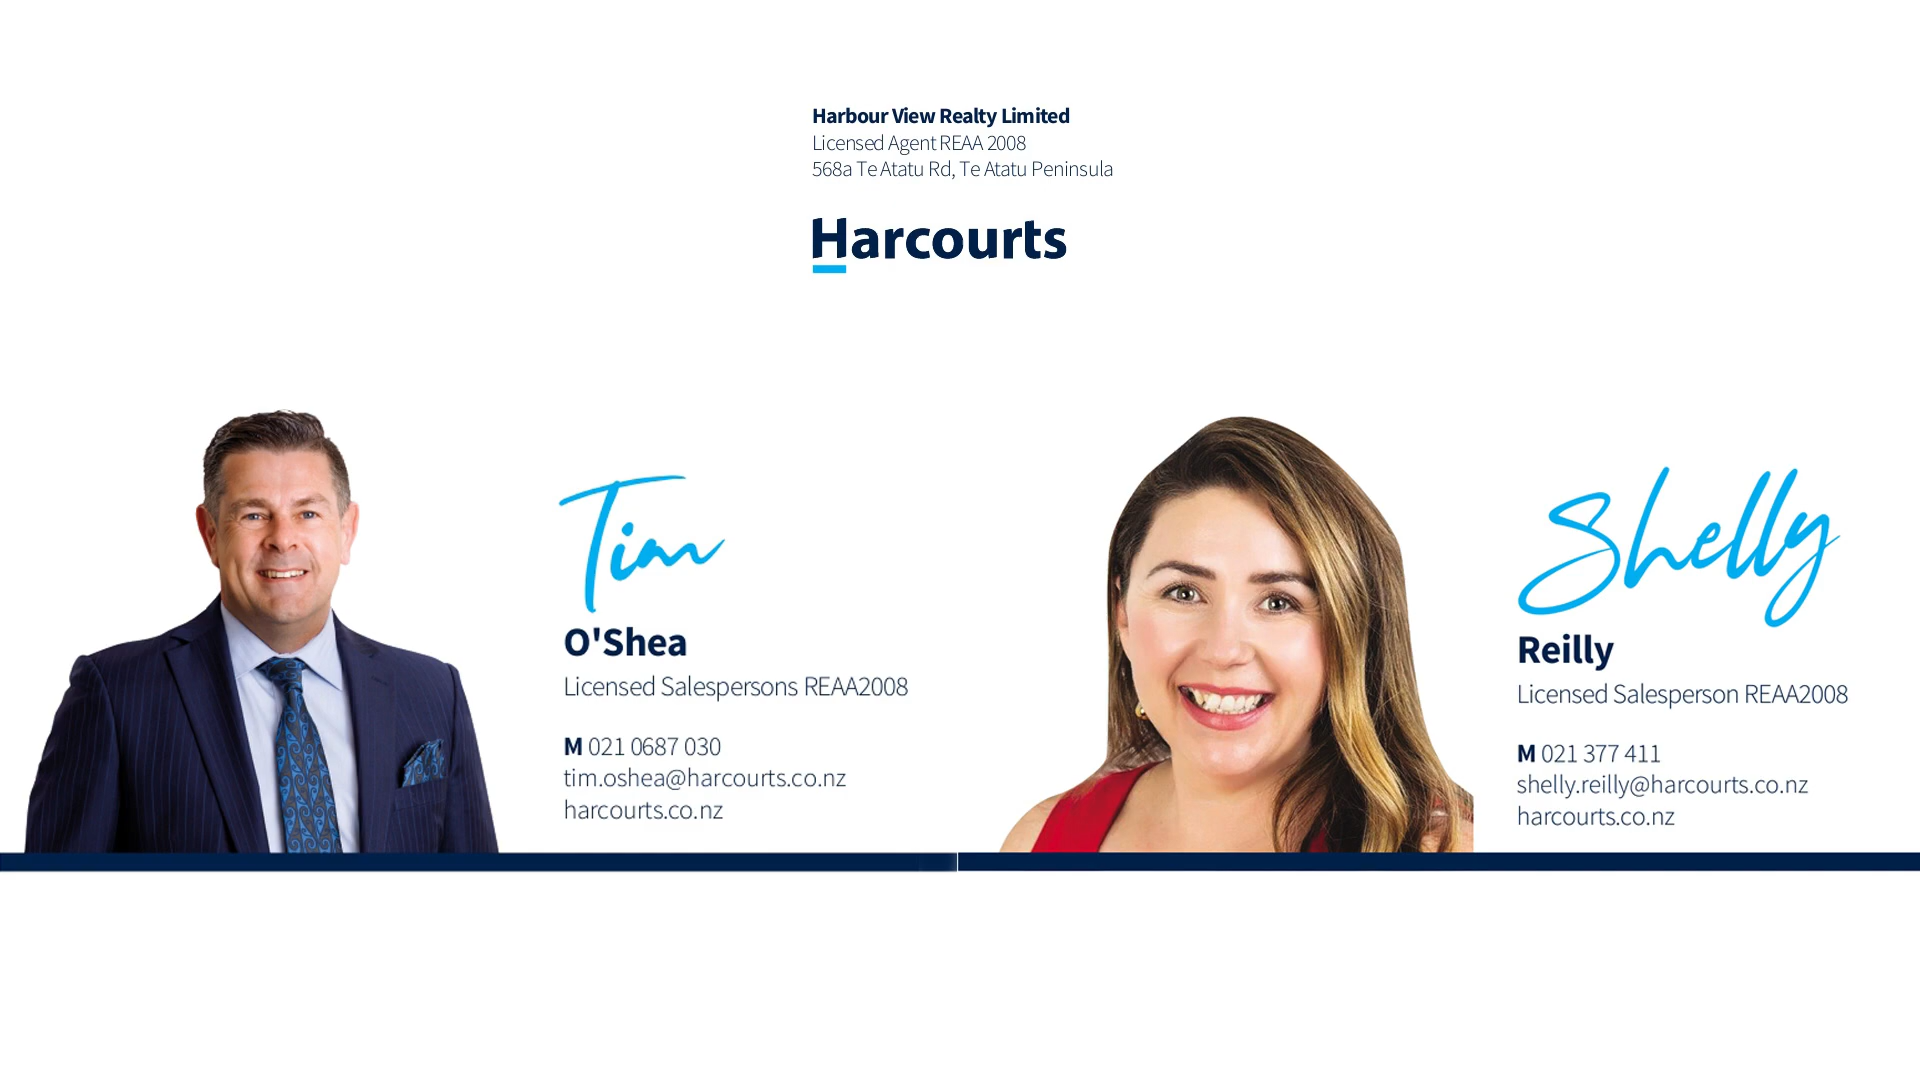 Harbour View Realty Limited
Licensed Agent REAA 2008
568a Te Atatu Rd, Te Atatu Peninsula
Harcourts
Tim
O'Shea
Licensed Salespersons REAA2008
M 021 0687 030
tim.oshea@harcourts.co.nz
harcourts.co.nz
Shelly
Reilly
Licensed Salesperson REAA2008
M 021 377 411
shelly.reilly@harcourts.co.nz
harcourts.co.nz